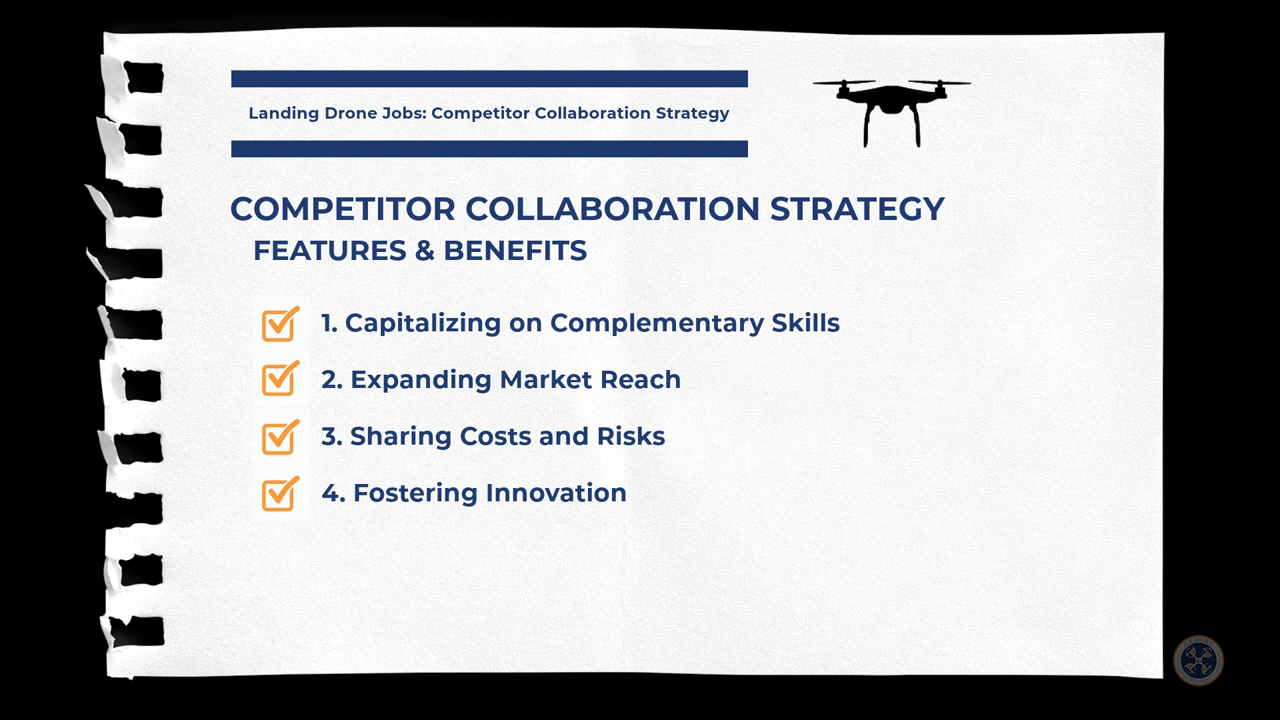 Landing Drone Jobs: Competitor Collaboration Strategy
COMPETITOR COLLABORATION STRATEGY
FEATURES & BENEFITS
1. Capitalizing on Complementary Skills
2. Expanding Market Reach
3. Sharing Costs and Risks
4. Fostering Innovation